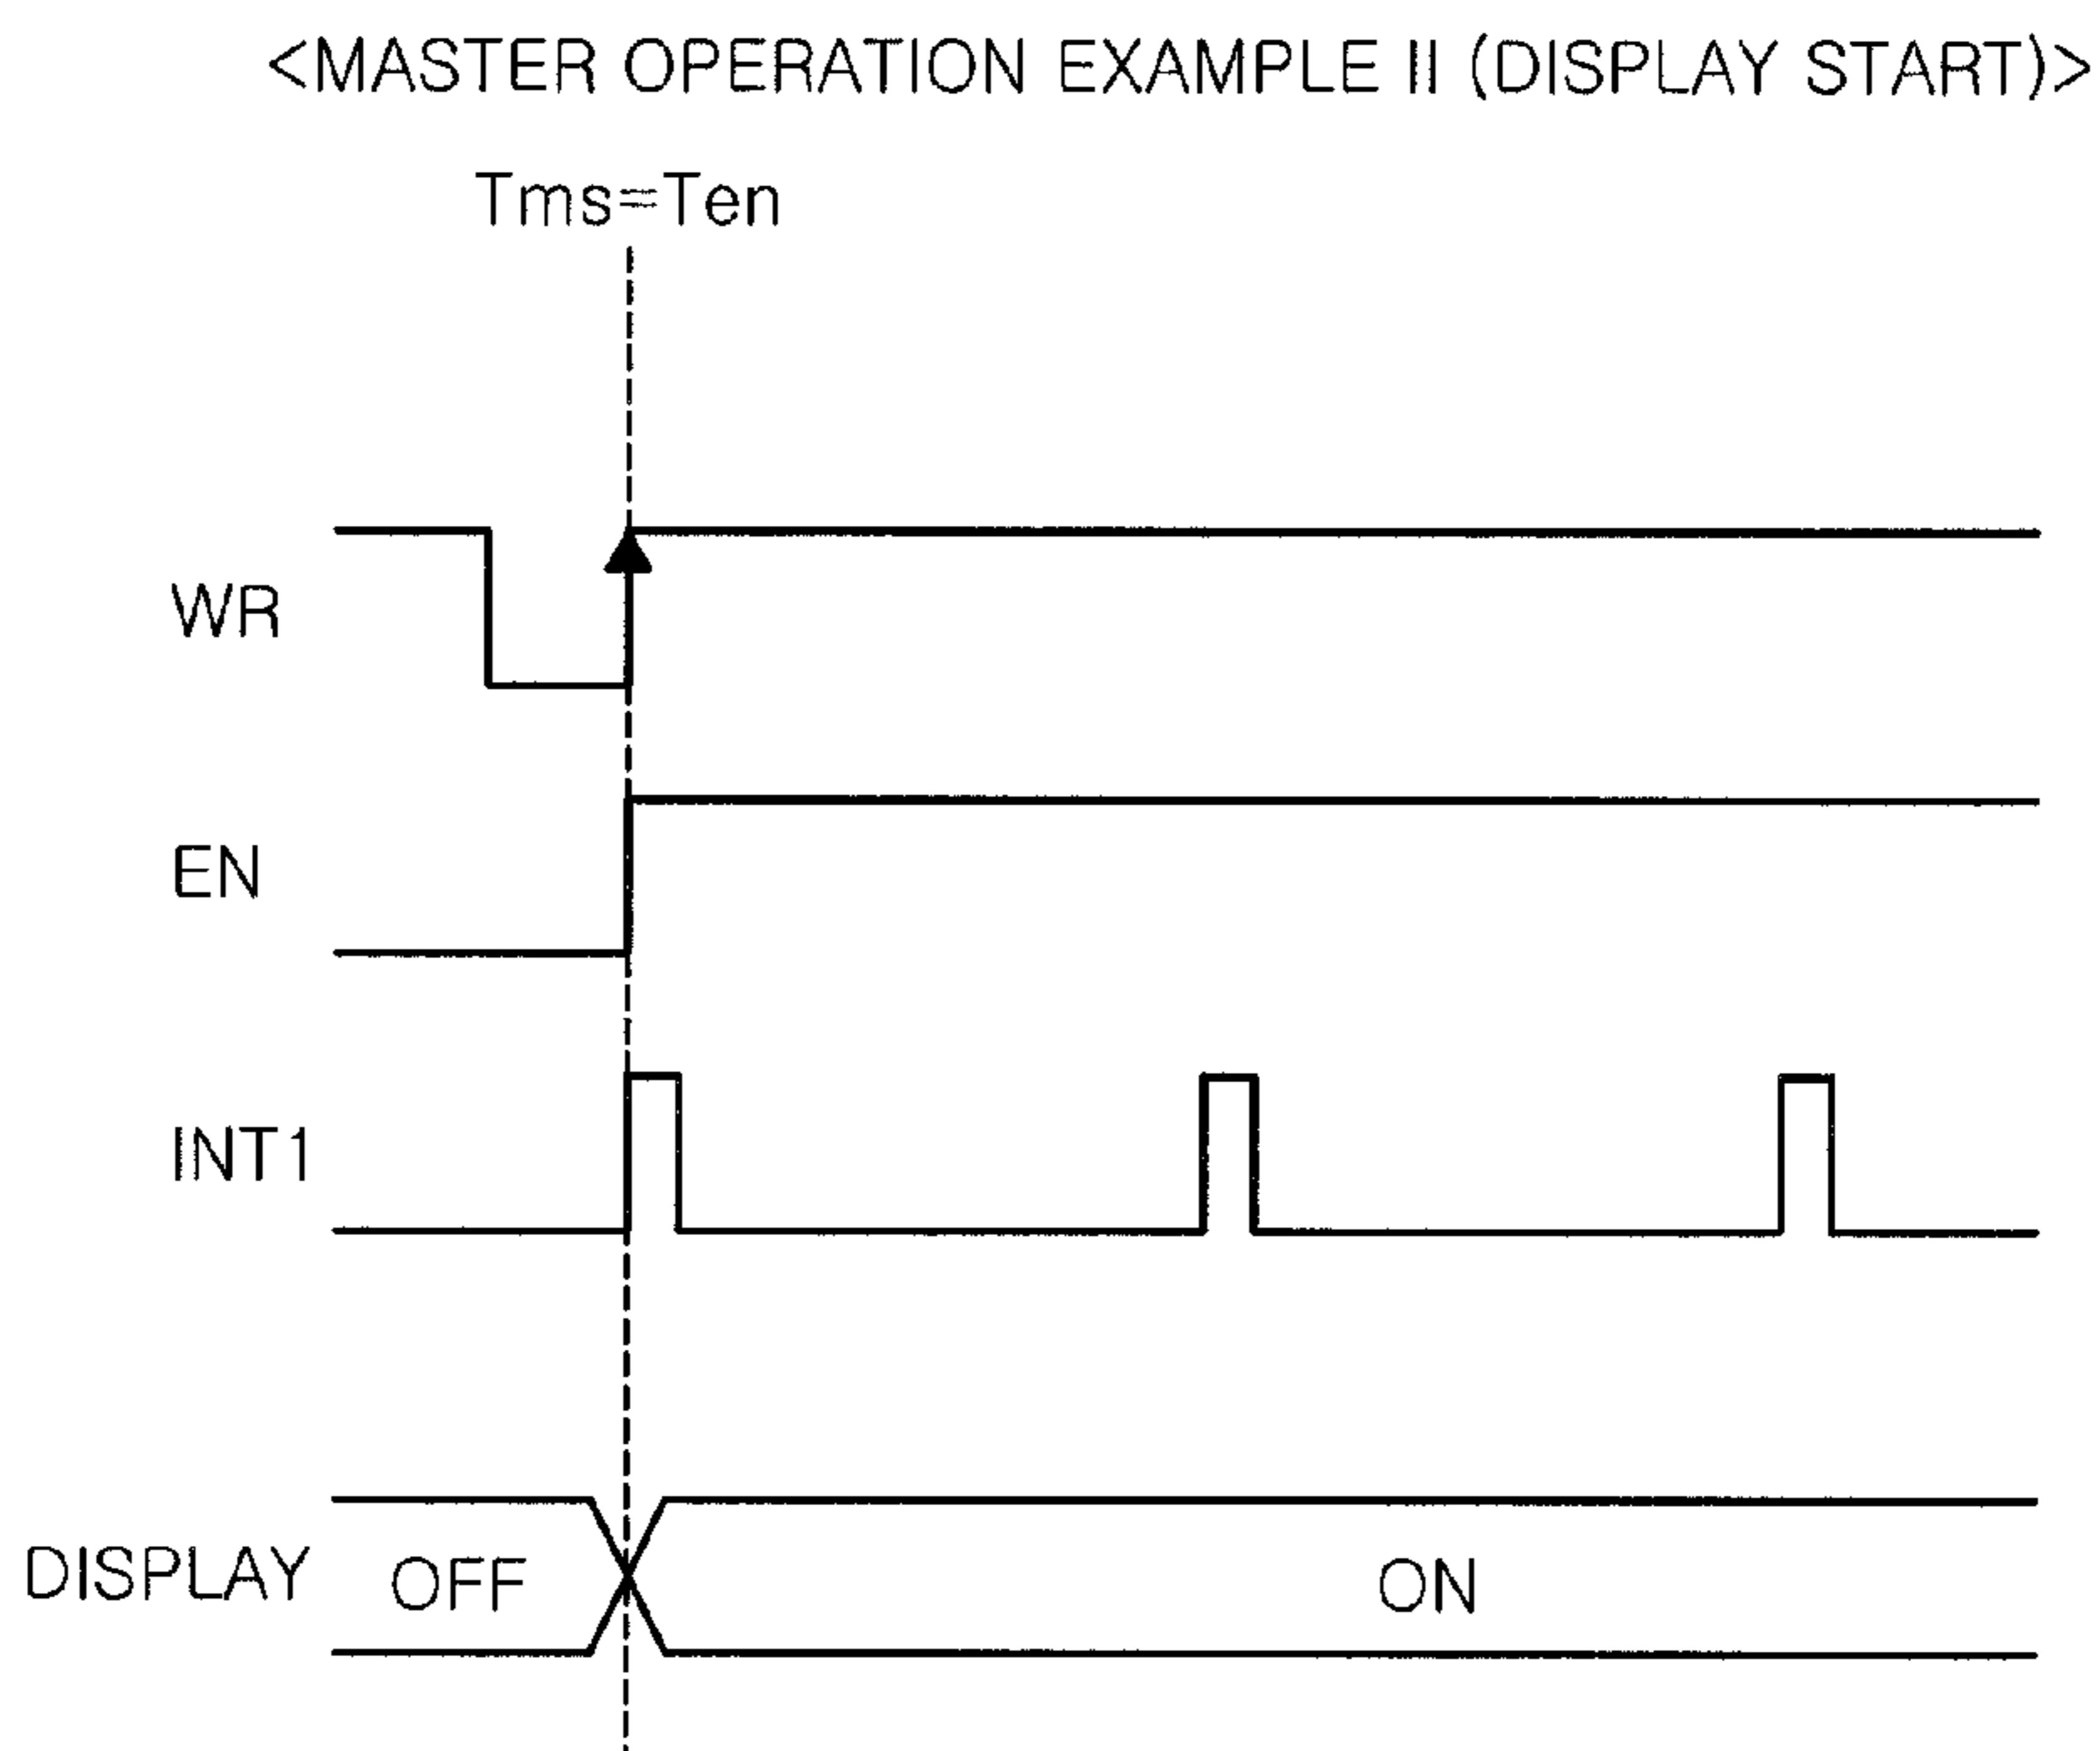 <MASTER OPERATION EXAMPLE II (DISPLAY START)>
Tms=Ten
WR
EN
INT1
DISPLAY OFF ON